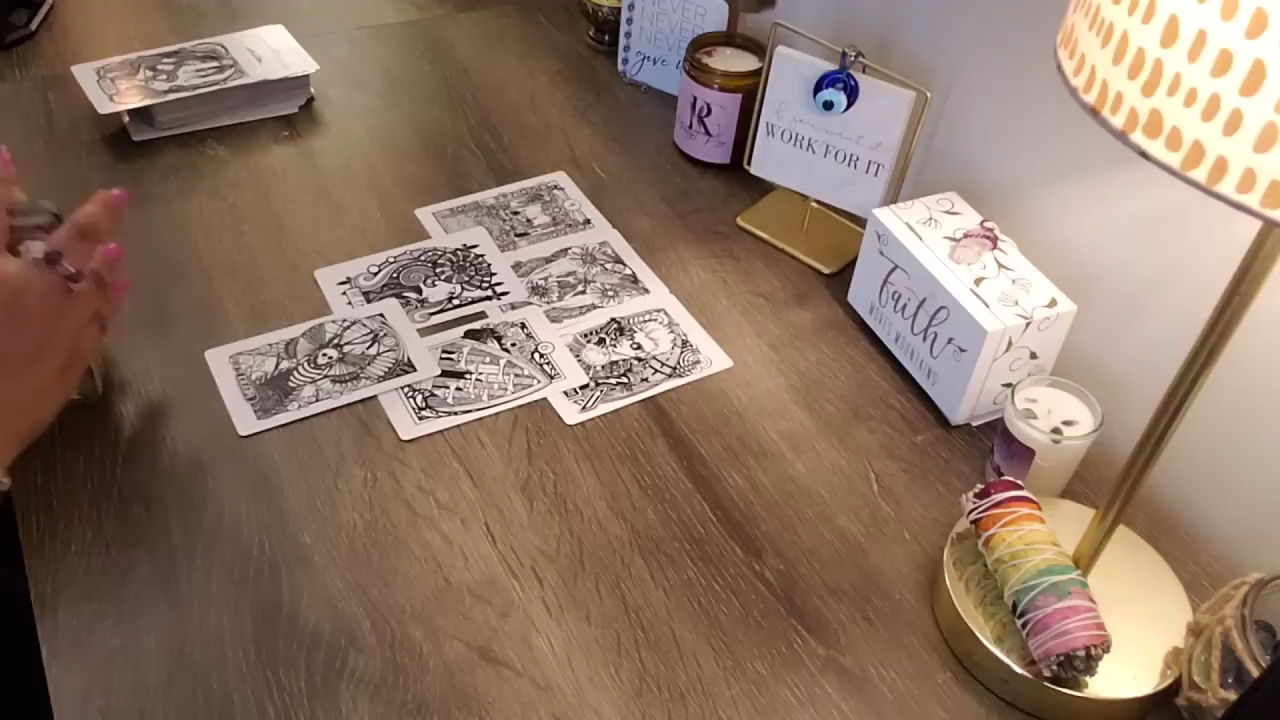 NEVER
NEVER
NEVER
give
R
WORK FOR IT
Faith
MOVES MOUNTAINS